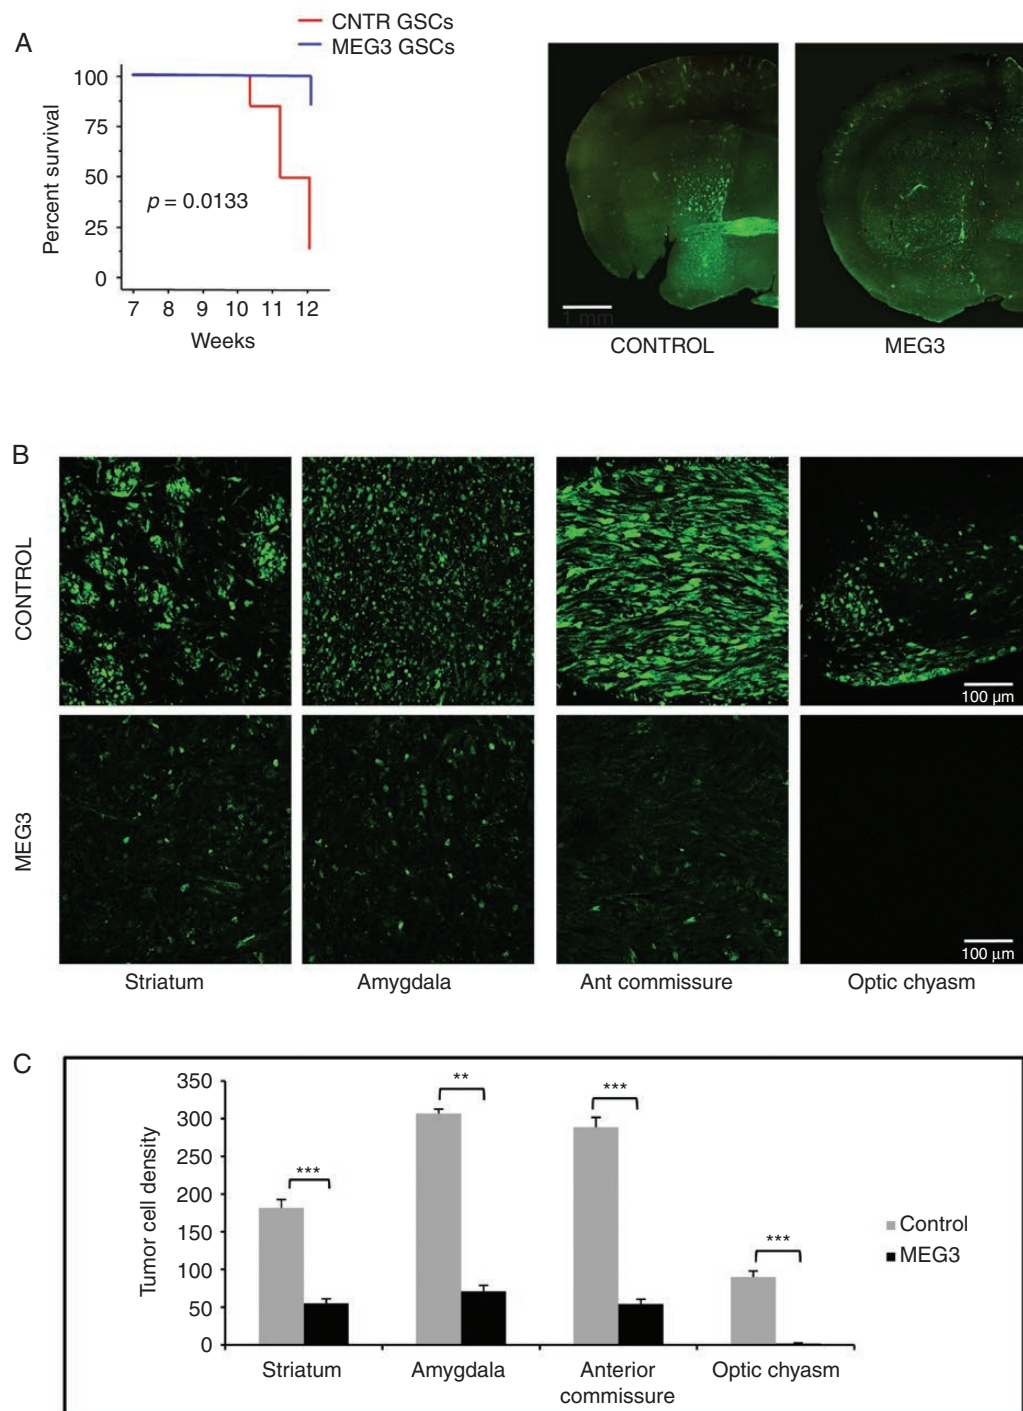 A
CNTR GSCs
MEG3 GSCs
Percent survival
100
75
50
25
0
p = 0.0133
7 8 9 10 11 12
Weeks
1 mm
CONTROL
MEG3
B
CONTROL
100 µm
MEG3
100 µm
Striatum
Amygdala
Ant commissure
Optic chyasm
C
Tumor cell density
350
300
250
200
150
100
50
0
***
**
***
***
Control
MEG3
Striatum
Amygdala
Anterior
commissure
Optic chyasm